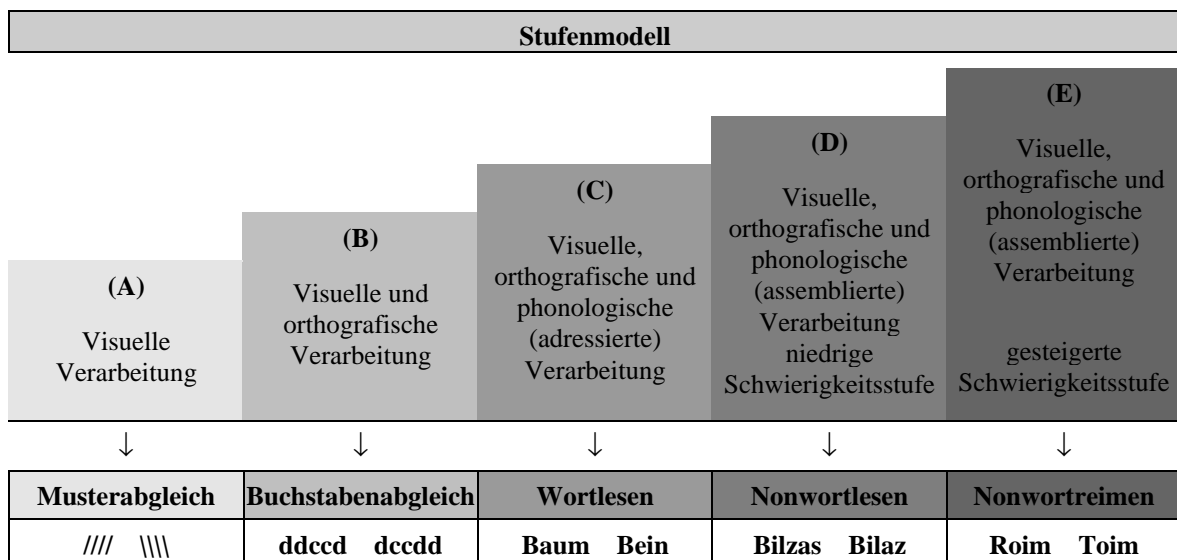 Stufenmodell
(A)
Visuelle
Verarbeitung
(B)
Visuelle und
orthografische
Verarbeitung
(C)
Visuelle,
orthografische und
phonologische
(adressierte)
Verarbeitung
(D)
Visuelle,
orthografische und
phonologische
(assemblierte)
Verarbeitung
niedrige
Schwierigkeitsstufe
(E)
Visuelle,
orthografische und
phonologische
(assemblierte)
Verarbeitung
gesteigerte
Schwierigkeitsstufe
↓ ↓ ↓ ↓ ↓
Musterabgleich Buchstabenabgleich Wortlesen Nonwortlesen Nonwortreimen
//// \\\\ ddccd dccdd Baum Bein Bilzas Bilaz Roim Toim